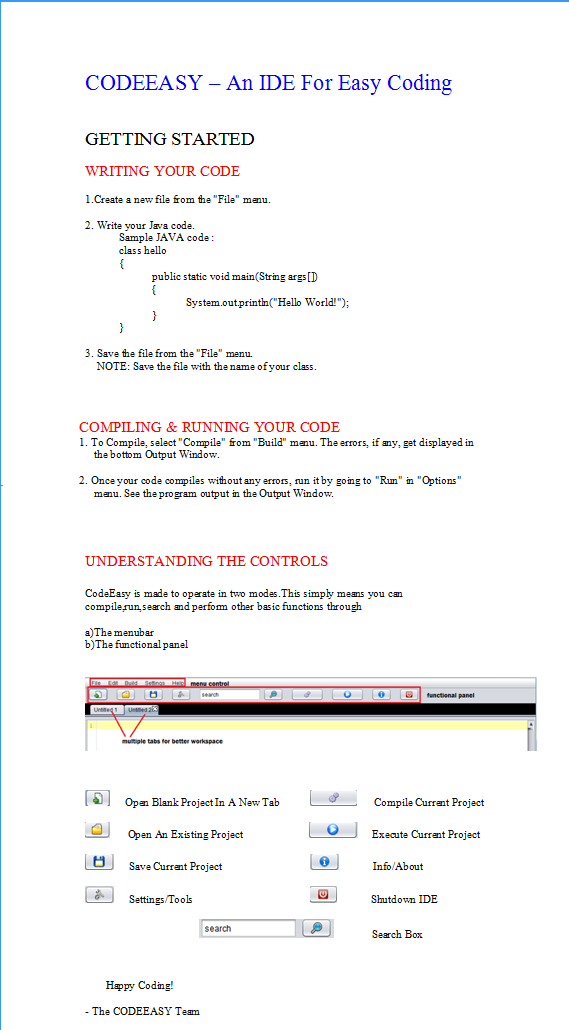 CODEEASY – An IDE For Easy Coding
GETTING STARTED
WRITING YOUR CODE
1.Create a new file from the "File" menu.
2. Write your Java code.
Sample JAVA code :
class hello
{
public static void main(String args[])
{
System.out.println("Hello World!");
}
}
3. Save the file from the "File" menu.
NOTE: Save the file with the name of your class.
COMPILING & RUNNING YOUR CODE
1. To Compile, select "Compile" from "Build" menu. The errors, if any, get displayed in
the bottom Output Window.
2. Once your code compiles without any errors, run it by going to "Run" in "Options"
menu. See the program output in the Output Window.
UNDERSTANDING THE CONTROLS
CodeEasy is made to operate in two modes.This simply means you can
compile,run,search and perform other basic functions through
a)The menubar
b)The functional panel
File Edit Build Settings Help menu control
search functional panel
Untitled 1 Untitled 2
1
multiple tabs for better workspace
Open Blank Project In A New Tab Compile Current Project
Open An Existing Project Execute Current Project
Save Current Project Info/About
Settings/Tools Shutdown IDE
search Search Box
Happy Coding!
- The CODEEASY Team